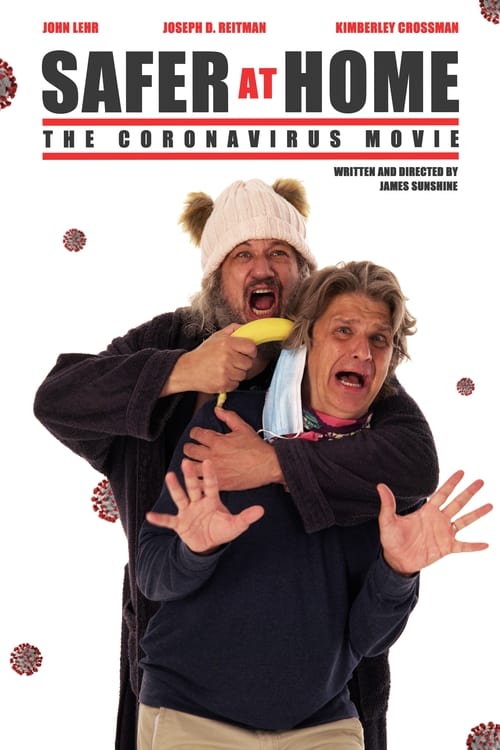 JOHN LEHR JOSEPH D. REITMAN KIMBERLEY CROSSMAN
SAFER AT HOME
THE CORONAVIRUS MOVIE
WRITTEN AND DIRECTED BY
JAMES SUNSHINE